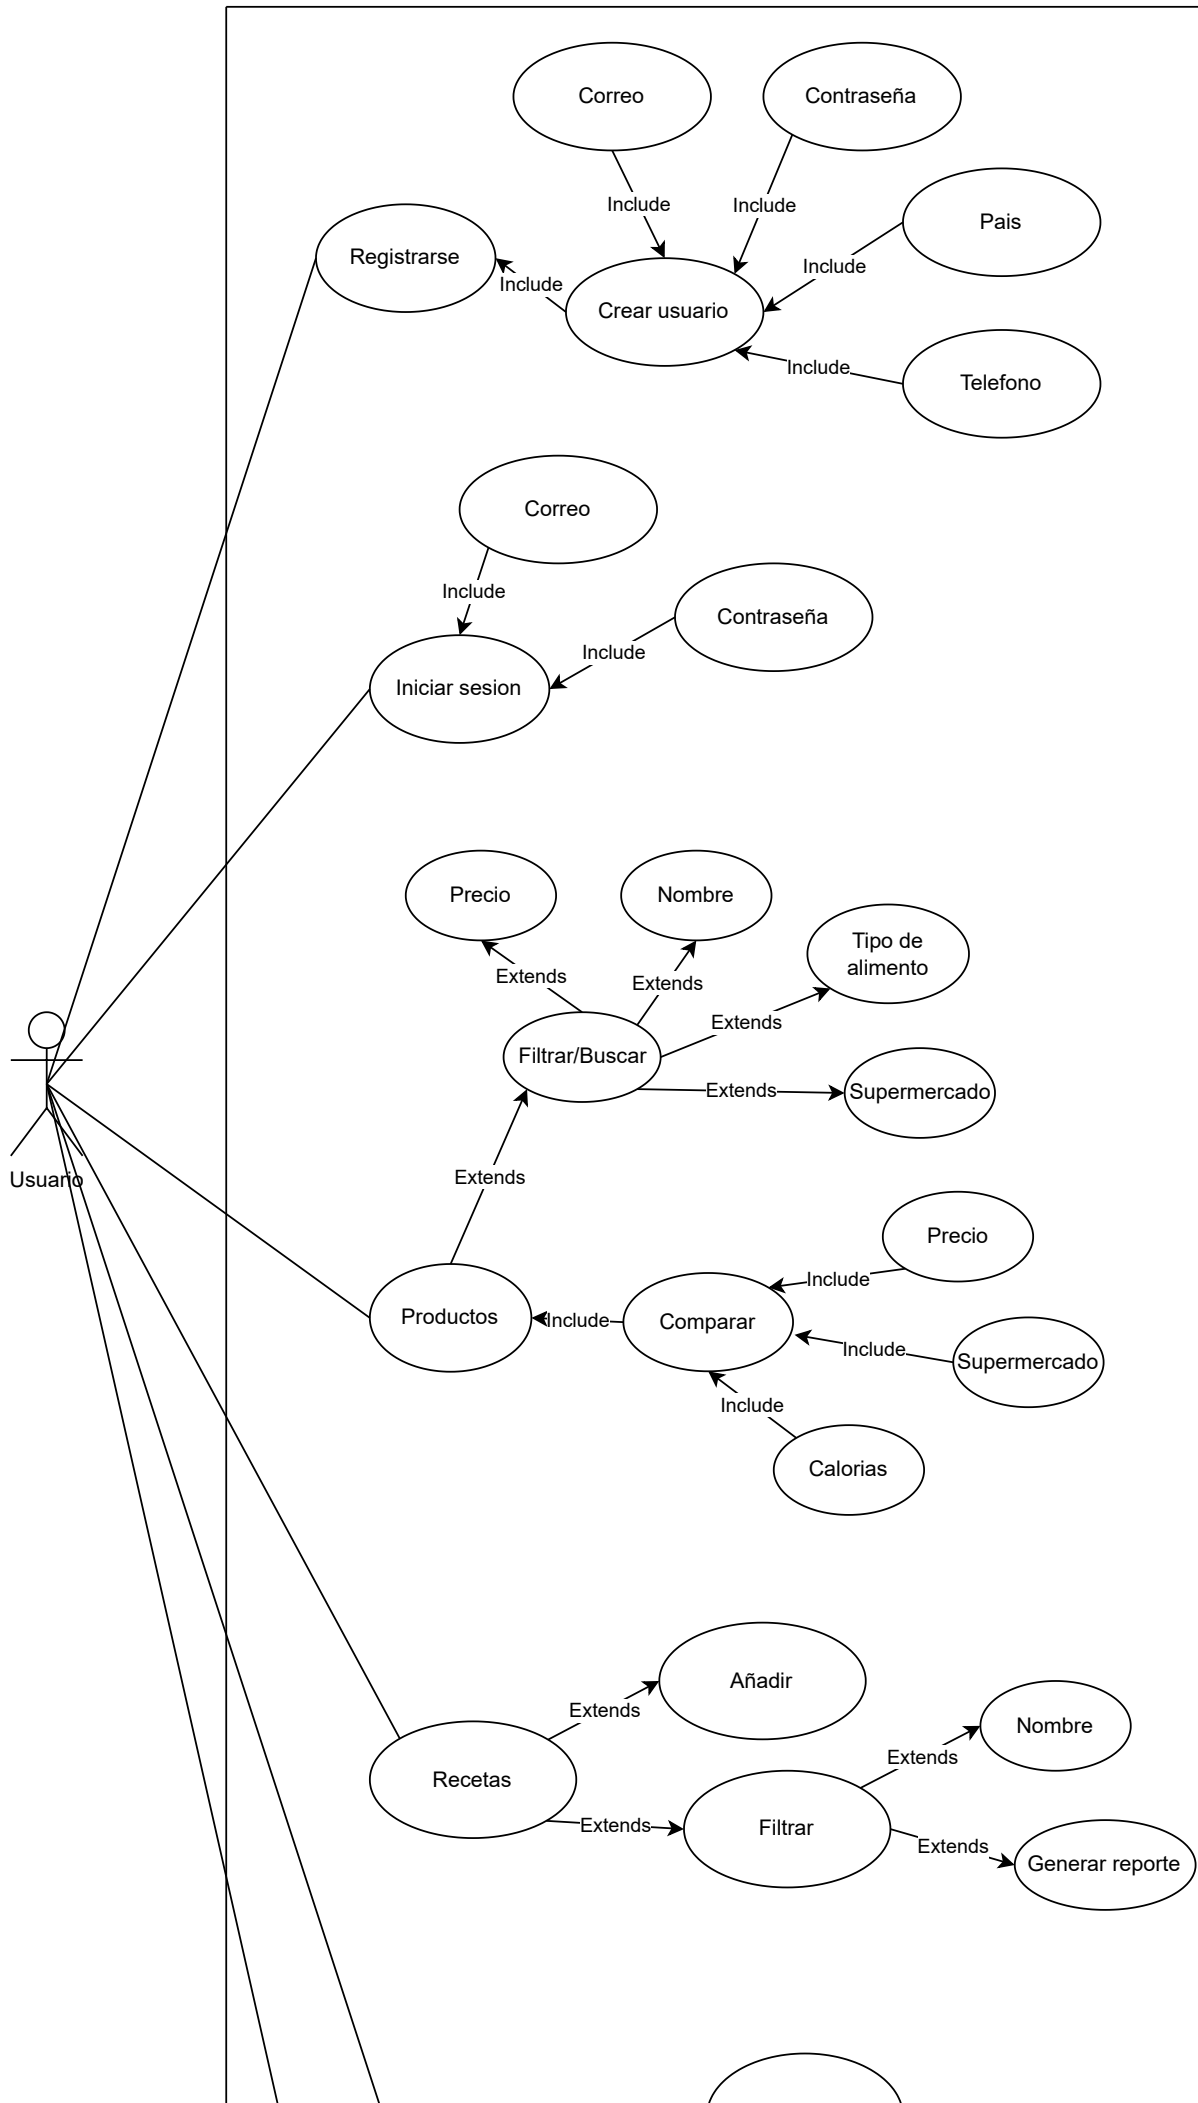 Correo
Contraseña
Include
Include
Pais
Registrarse
Include
Include
Crear usuario
Include
Telefono
Correo
Include
Contraseña
Include
Iniciar sesion
Precio
Nombre
Tipo de
alimento
Extends
Extends
Extends
Filtrar/Buscar
Extends
Supermercado
Extends
Usuario
Precio
Include
Productos
Include
Comparar
Include
Supermercado
Include
Calorias
Añadir
Extends
Nombre
Extends
Recetas
Extends
Filtrar
Extends
Generar reporte